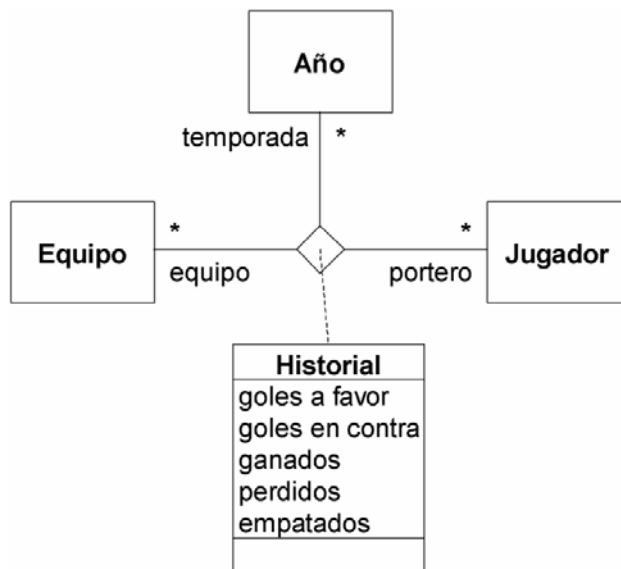 Año
temporada *
* *
Equipo Jugador
equipo portero
Historial
goles a favor
goles en contra
ganados
perdidos
empatados